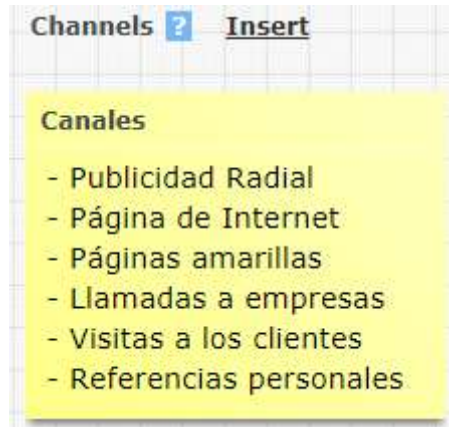 Channels ? Insert
Canales
- Publicidad Radial
- Página de Internet
- Páginas amarillas
- Llamadas a empresas
- Visitas a los clientes
- Referencias personales